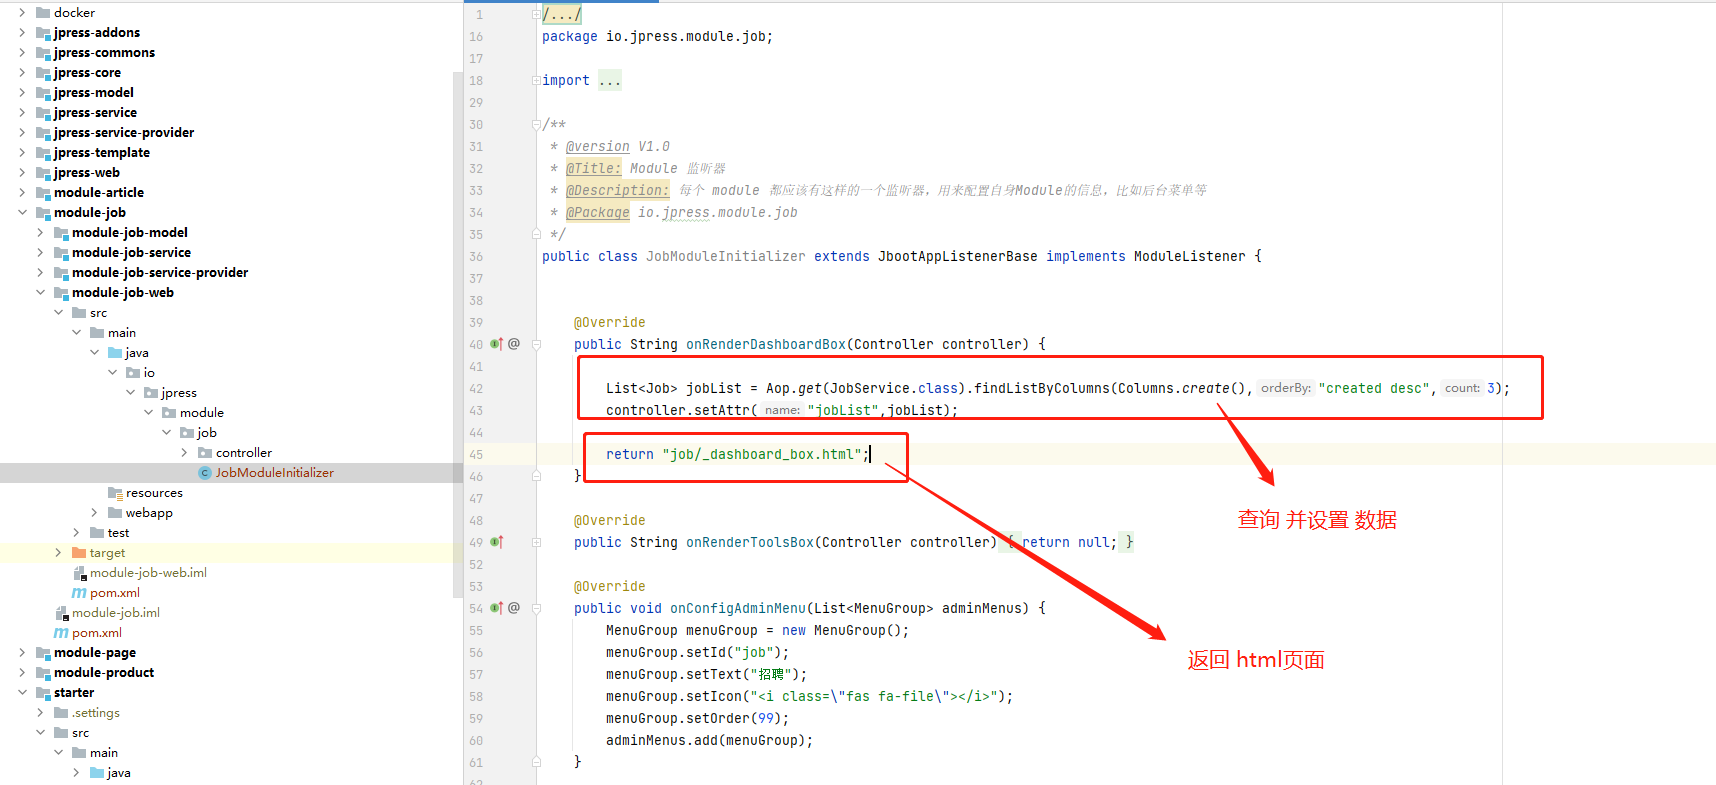 docker
jpress-addons
jpress-commons
jpress-core
jpress-model
jpress-service
jpress-service-provider
jpress-template
jpress-web
module-article
module-job
module-job-model
module-job-service
module-job-service-provider
module-job-web
src
main
java
io
jpress
module
job
controller
JobModuleInitializer
resources
webapp
test
target
module-job-web.iml
pom.xml
module-job.iml
pom.xml
module-page
module-product
starter
.settings
src
main
java
1 /.../
16 package io.jpress.module.job;
17
18 import ...
29
30 /**
31 * @version V1.0
32 * @Title: Module 监听器
33 * @Description: 每个 module 都应该有这样的一个监听器,用来配置自身Module的信息,比如后台菜单等
34 * @Package io.jpress.module.job
35 */
36 public class JobModuleInitializer extends JbootAppListenerBase implements ModuleListener {
37
38
39 @Override
40 public String onRenderDashboardBox(Controller controller) {
41
42 List<Job> jobList = Aop.get(JobService.class).findListByColumns(Columns.create(), orderBy: "created desc", count: 3);
43 controller.setAttr( name: "jobList",jobList);
44
45 return "job/_dashboard_box.html";
46 }
47
48 @Override
49 public String onRenderToolsBox(Controller controller) { return null; }
52
53 @Override
54 public void onConfigAdminMenu(List<MenuGroup> adminMenus) {
55 MenuGroup menuGroup = new MenuGroup();
56 menuGroup.setId("job");
57 menuGroup.setText("招聘");
58 menuGroup.setIcon("<i class=\"fas fa-file\"></i>");
59 menuGroup.setOrder(99);
60 adminMenus.add(menuGroup);
61 }
62
查询 并设置 数据
返回 html页面